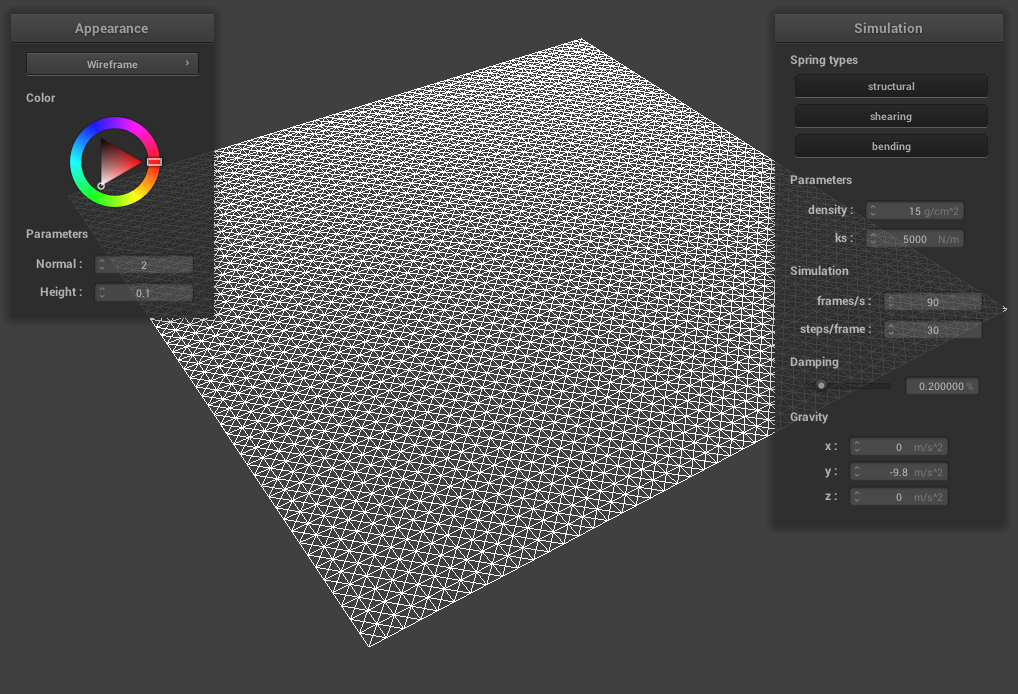 Appearance
Wireframe ›
Color
Parameters
Normal : 2
Height : 0.1
Simulation
Spring types
structural
shearing
bending
Parameters
density : 15 g/cm^2
ks : 5000 N/m
Simulation
frames/s : 90
steps/frame : 30
Damping
0.200000 %
Gravity
x : 0 m/s^2
y : -9.8 m/s^2
z : 0 m/s^2